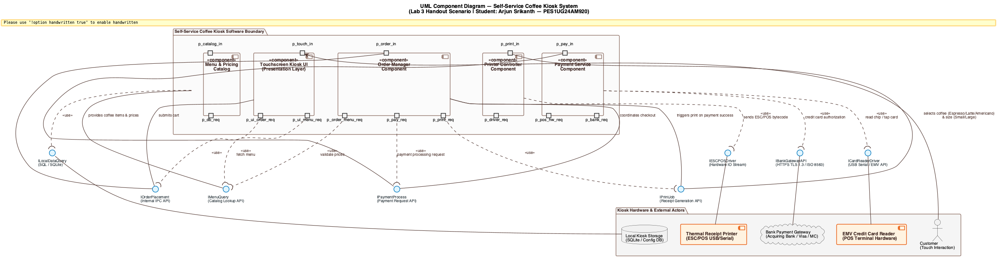 UML Component Diagram — Self-Service Coffee Kiosk System
(Lab 3 Handout Scenario | Student: Arjun Srikanth — PES1UG24AM920)
Please use '!option handwritten true' to enable handwritten
Self-Service Coffee Kiosk Software Boundary
p_catalog_in
p_touch_in
p_order_in
p_print_in
p_pay_in
«component»
Menu & Pricing
Catalog
«component»
Touchscreen Kiosk UI
(Presentation Layer)
«component»
Order Manager
Component
«component»
Printer Controller
Component
«component»
Payment Service
Component
p_db_req
p_ui_order_req
p_ui_menu_req
p_order_menu_req
p_pay_req
p_print_req
p_driver_req
p_pos_hw_req
p_bank_req
«use»
provides coffee items & prices
submits cart
coordinates checkout
triggers print on payment success
«use»
sends ESC/POS bytecode
«use»
credit card authorization
«use»
read chip / tap card
selects coffee (Espresso/Latte/Americano)
& size (Small/Large)
«use»
«use»
fetch menu
«use»
validate prices
«use»
payment processing request
«use»
ILocalDataQuery
(SQL / SQLite)
IESCPOSDriver
(Hardware IO Stream)
IBankGatewayAPI
(HTTPS TLS 1.3 / ISO 8583)
ICardReaderDriver
(USB Serial / EMV API)
IOrderPlacement
(Internal IPC API)
IMenuQuery
(Catalog Lookup API)
IPaymentProcess
(Payment Request API)
IPrintJob
(Receipt Generation API)
Kiosk Hardware & External Actors
Local Kiosk Storage
(SQLite / Config DB)
Thermal Receipt Printer
(ESC/POS USB/Serial)
Bank Payment Gateway
(Acquiring Bank / Visa / MC)
EMV Credit Card Reader
(POS Terminal Hardware)
Customer
(Touch Interaction)